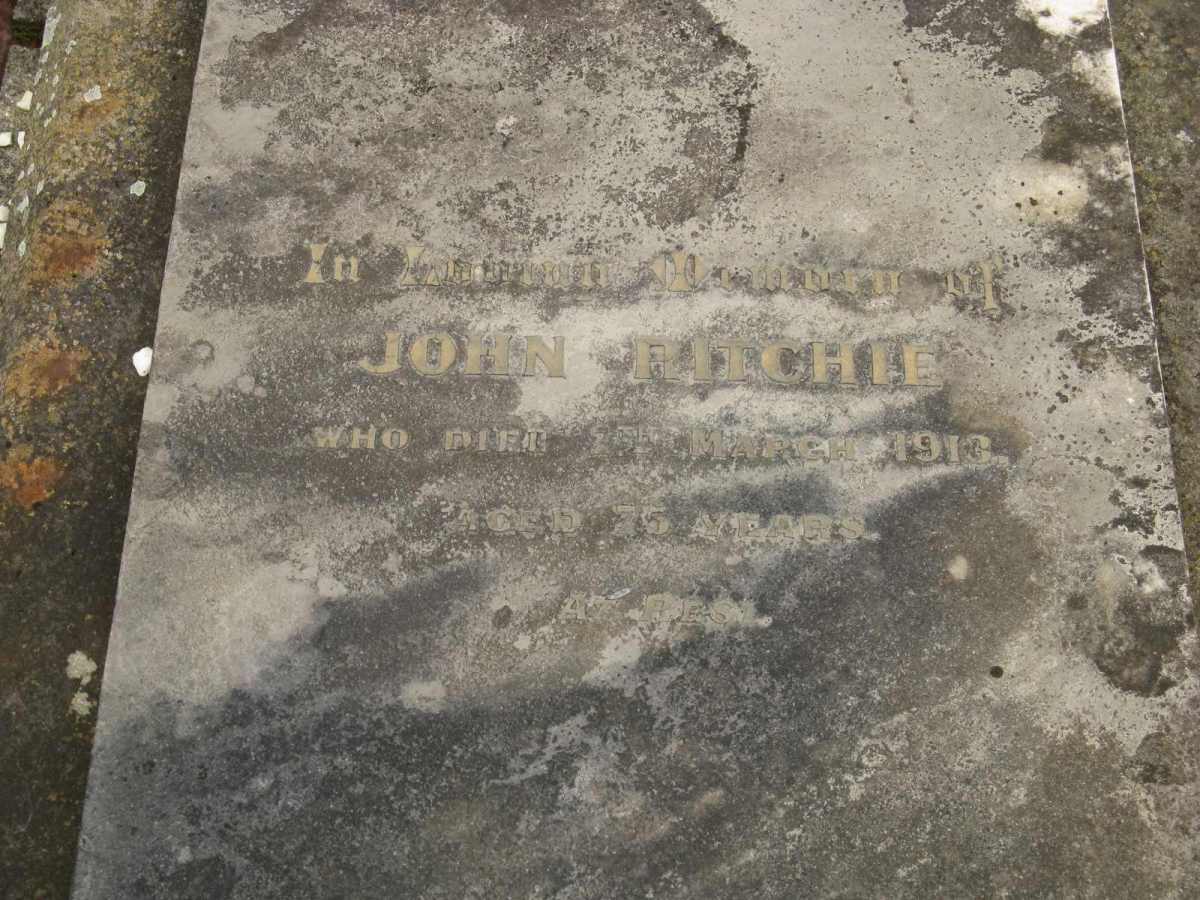 In Loving Memory of
JOHN RITCHIE
WHO DIED MARCH 1913
AGED 75 YEARS
AT REST